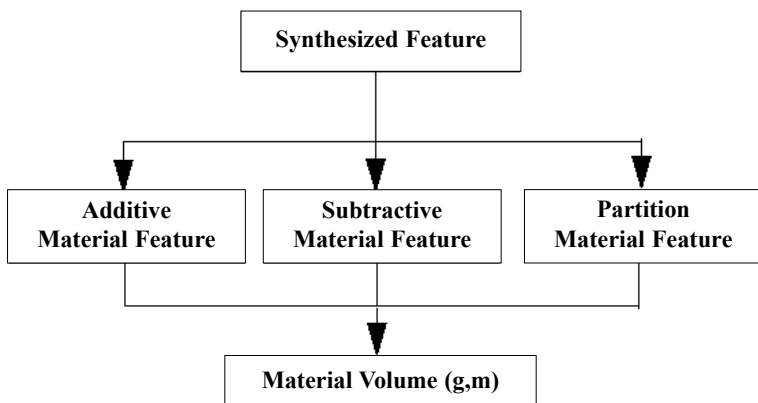 Synthesized Feature
Additive
Material Feature
Subtractive
Material Feature
Partition
Material Feature
Material Volume (g,m)